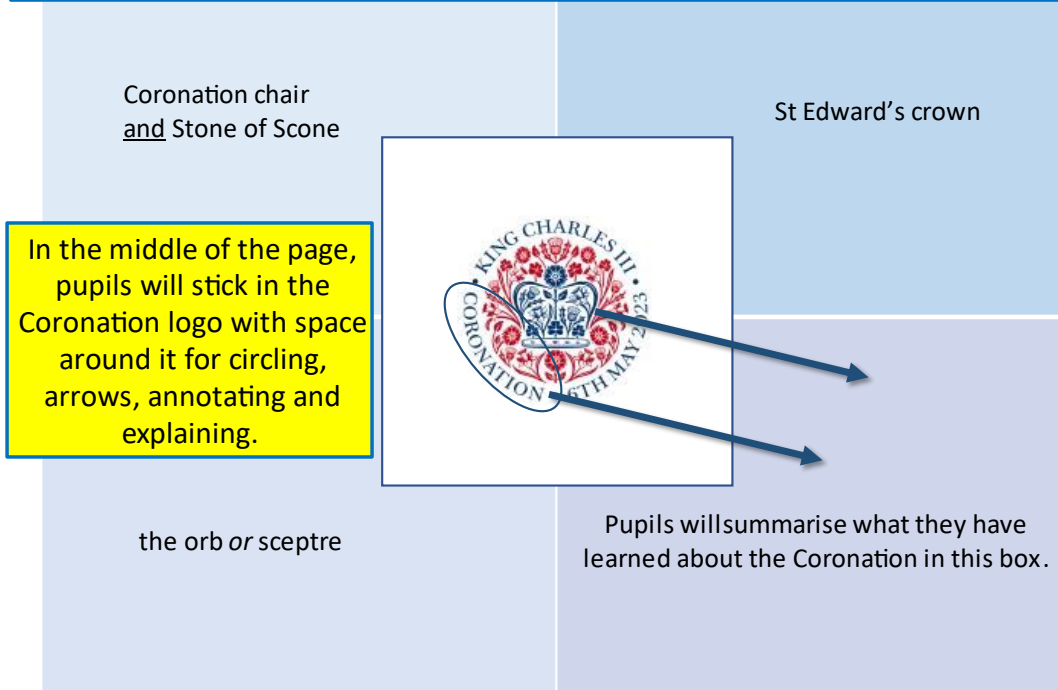 Coronation chair
and Stone of Scone
St Edward's crown
In the middle of the page,
pupils will stick in the
Coronation logo with space
around it for circling,
arrows, annotating and
explaining.
• KING CHARLES III •
CORONATION 6TH MAY 2023
the orb or sceptre
Pupils willsummarise what they have
learned about the Coronation in this box.